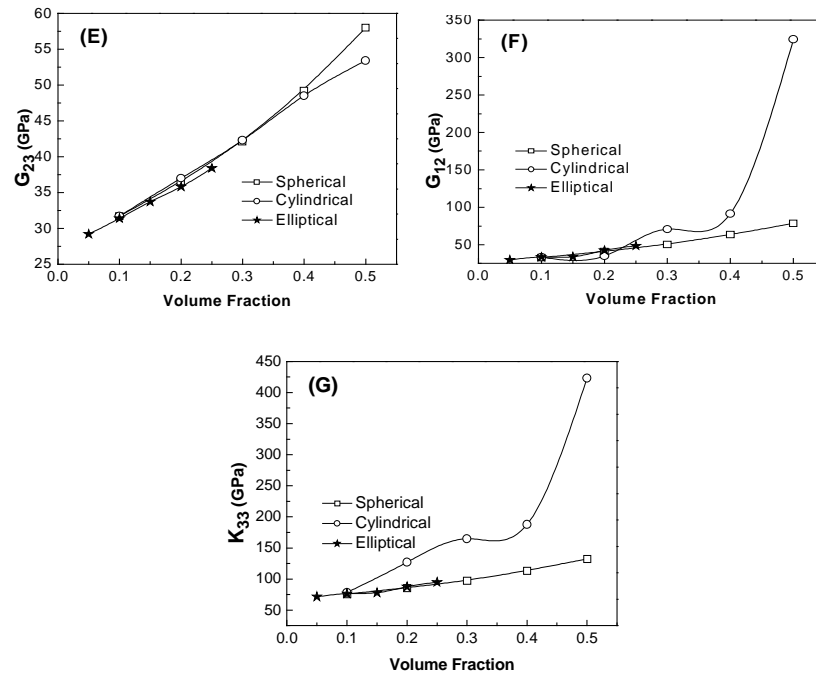 (E)
60
55
50
45
40
35
30
25
G23 (GPa)
Spherical
Cylindrical
Elliptical
0.0 0.1 0.2 0.3 0.4 0.5
Volume Fraction
(F)
350
300
250
200
150
100
50
G12 (GPa)
Spherical
Cylindrical
Elliptical
0.0 0.1 0.2 0.3 0.4 0.5
Volume Fraction
(G)
450
400
350
300
250
200
150
100
50
K33 (GPa)
Spherical
Cylindrical
Elliptical
0.0 0.1 0.2 0.3 0.4 0.5
Volume Fraction